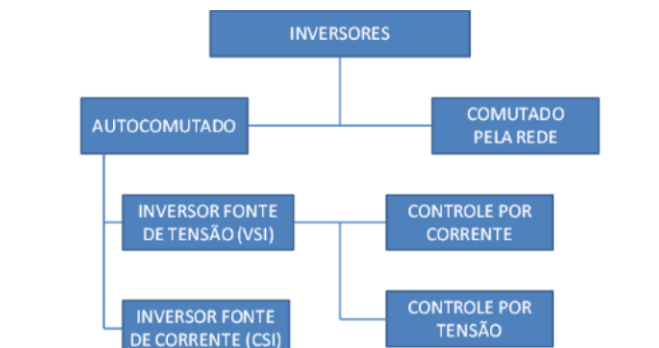 INVERSORES
AUTOCOMUTADO
COMUTADO
PELA REDE
INVERSOR FONTE
DE TENSÃO (VSI)
CONTROLE POR
CORRENTE
INVERSOR FONTE
DE CORRENTE (CSI)
CONTROLE POR
TENSÃO